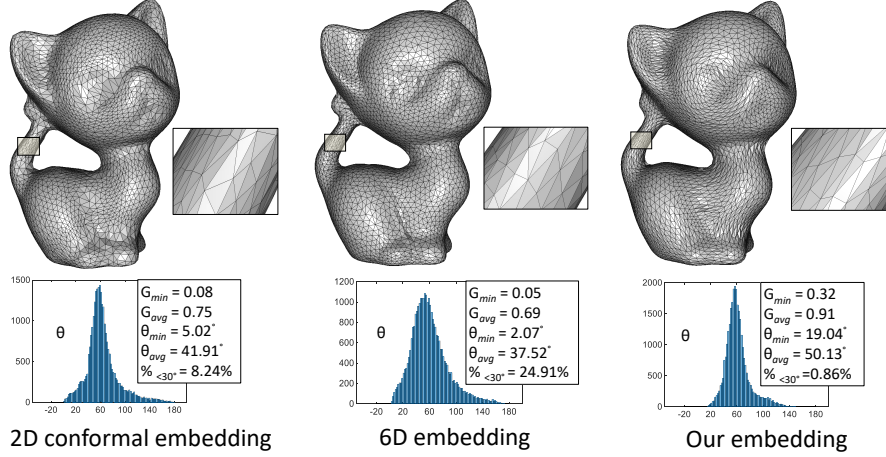 1500
1000
500
0
-20 20 60 100 140 180
θ
G_min = 0.08
G_avg = 0.75
θ_min = 5.02°
θ_avg = 41.91°
% <30° = 8.24%
2D conformal embedding
1200
1000
800
600
400
200
0
-20 20 60 100 140 180
θ
G_min = 0.05
G_avg = 0.69
θ_min = 2.07°
θ_avg = 37.52°
% <30° = 24.91%
6D embedding
2000
1500
1000
500
0
-20 20 60 100 140 180
θ
G_min = 0.32
G_avg = 0.91
θ_min = 19.04°
θ_avg = 50.13°
% <30° =0.86%
Our embedding